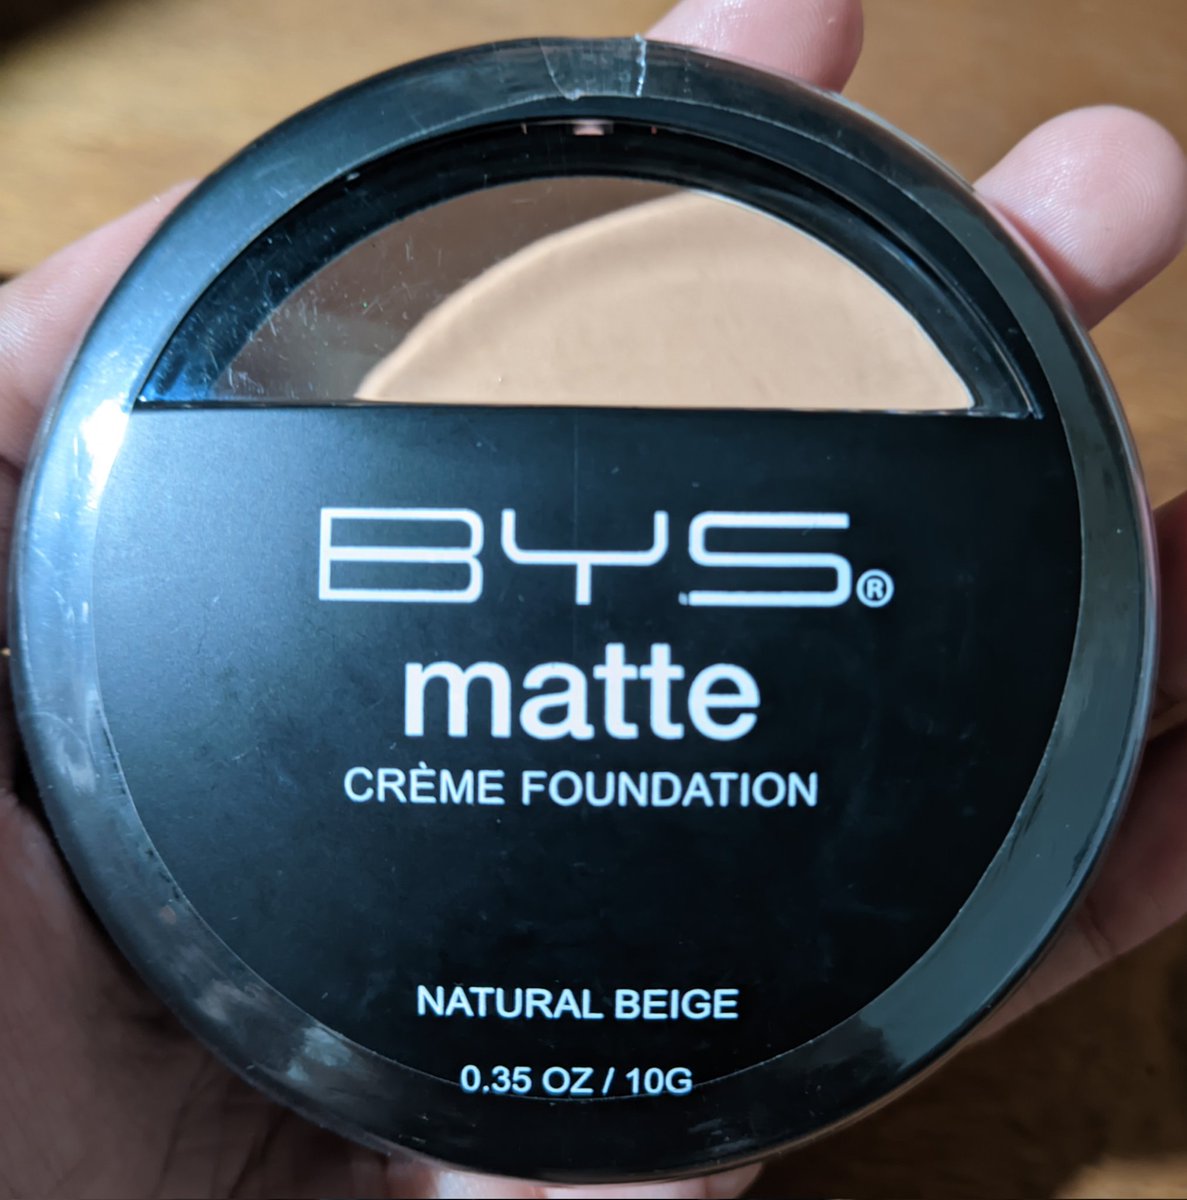 BYS®
matte
CRÈME FOUNDATION
NATURAL BEIGE
0.35 OZ / 10G